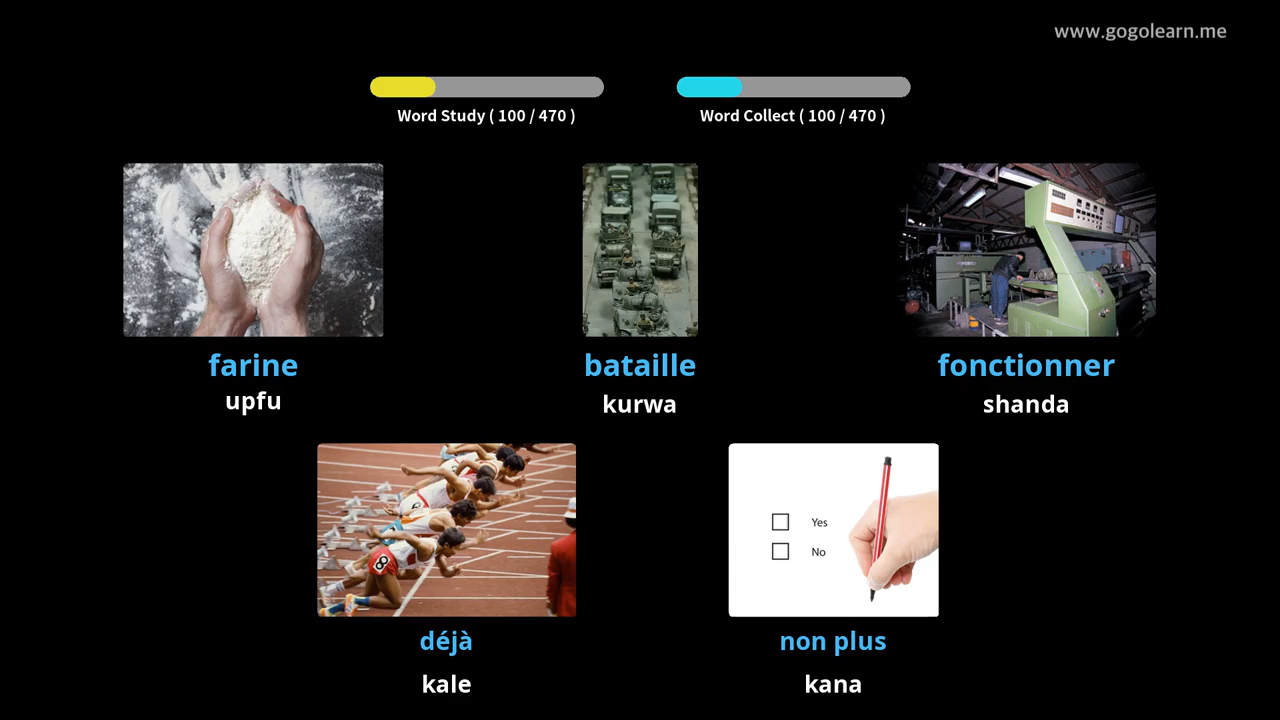 www.gogolearn.me
Word Study ( 100 / 470 )
Word Collect ( 100 / 470 )
farine
upfu
bataille
kurwa
fonctionner
shanda
8
Yes
No
déjà
kale
non plus
kana